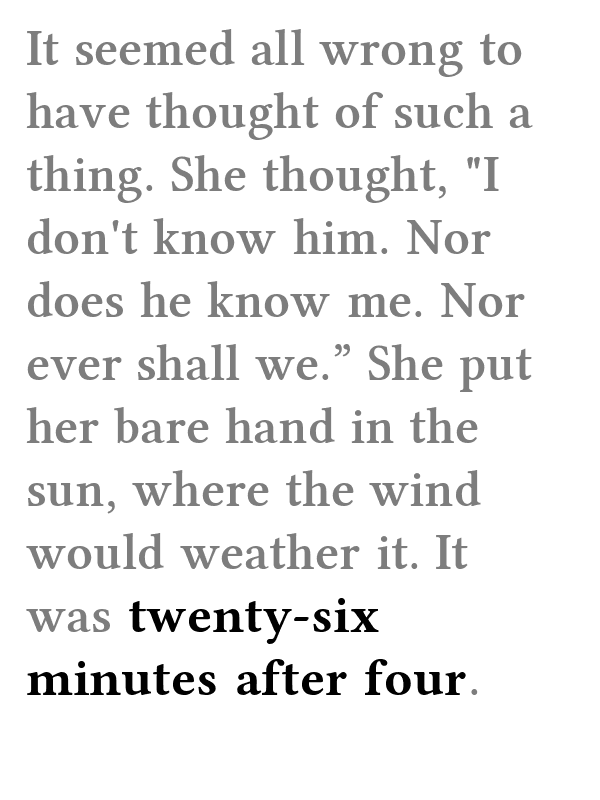 It seemed all wrong to
have thought of such a
thing. She thought, "I
don't know him. Nor
does he know me. Nor
ever shall we.” She put
her bare hand in the
sun, where the wind
would weather it. It
was twenty-six
minutes after four.